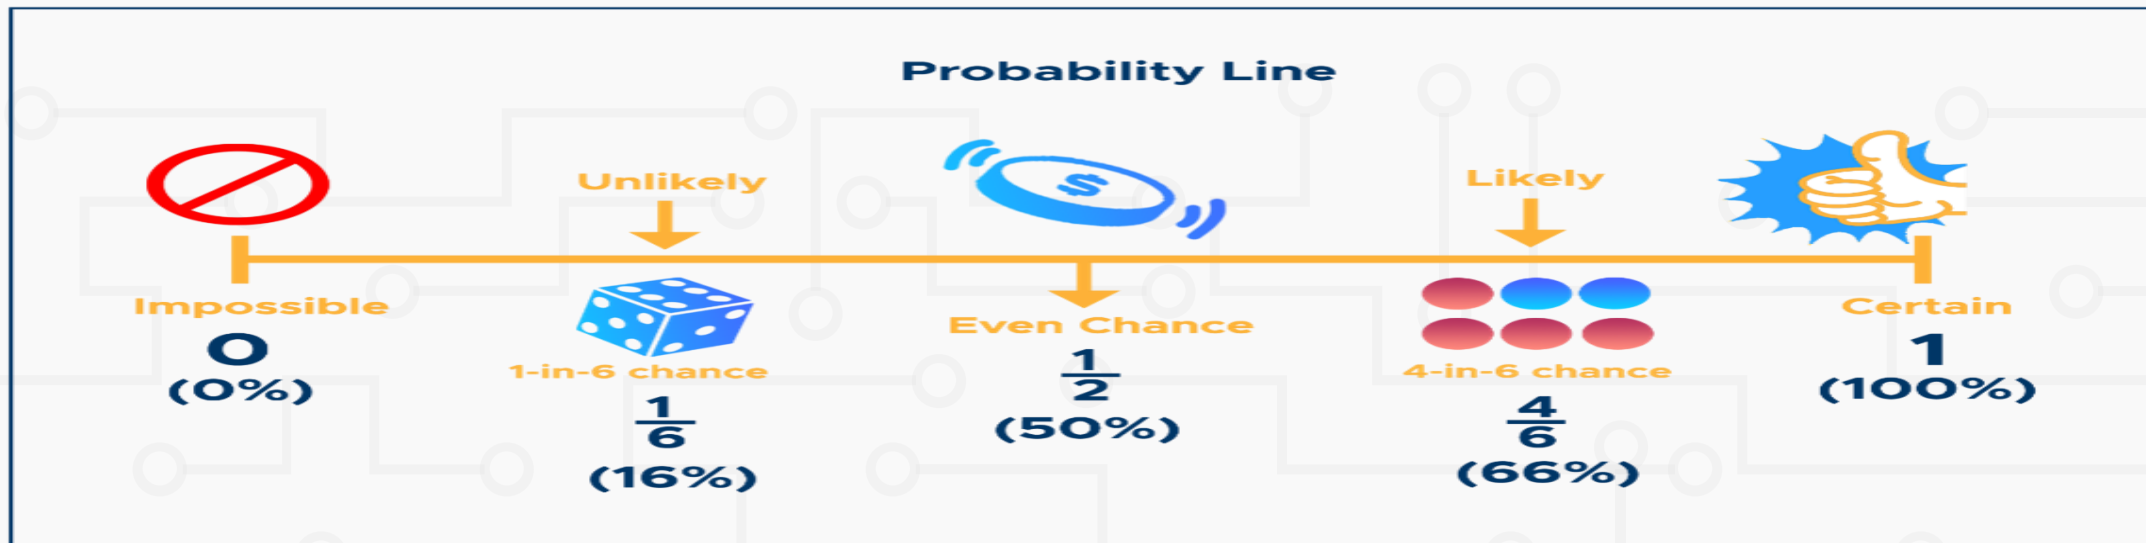 Probability Line
Unlikely
$
Likely
Impossible
0
(0%)
1-in-6 chance
1
6
(16%)
Even Chance
1
2
(50%)
4-in-6 chance
4
6
(66%)
Certain
1
(100%)